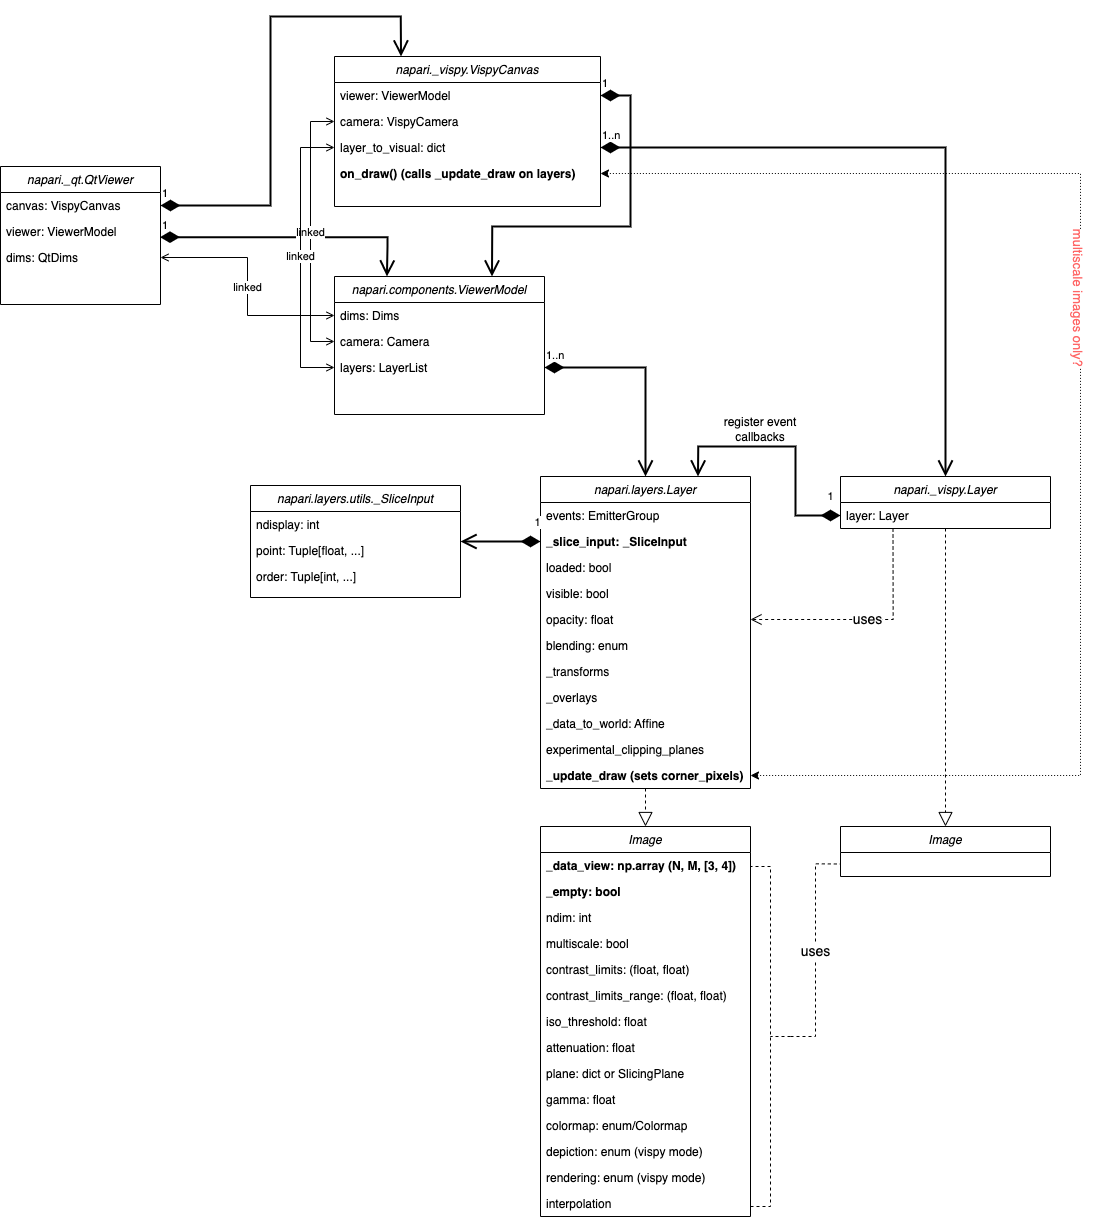 napari._vispy.VispyCanvas
viewer: ViewerModel
camera: VispyCamera
layer_to_visual: dict
on_draw() (calls _update_draw on layers)
1
1..n
napari._qt.QtViewer
canvas: VispyCanvas
viewer: ViewerModel
dims: QtDims
1
1
linked
linked
linked
multiscale images only?
napari.components.ViewerModel
dims: Dims
camera: Camera
layers: LayerList
1..n
register event
callbacks
napari.layers.utils._SliceInput
ndisplay: int
point: Tuple[float, ...]
order: Tuple[int, ...]
1
napari.layers.Layer
events: EmitterGroup
_slice_input: _SliceInput
loaded: bool
visible: bool
opacity: float
blending: enum
_transforms
_overlays
_data_to_world: Affine
experimental_clipping_planes
_update_draw (sets corner_pixels)
1
napari._vispy.Layer
layer: Layer
uses
Image
_data_view: np.array (N, M, [3, 4])
_empty: bool
ndim: int
multiscale: bool
contrast_limits: (float, float)
contrast_limits_range: (float, float)
iso_threshold: float
attenuation: float
plane: dict or SlicingPlane
gamma: float
colormap: enum/Colormap
depiction: enum (vispy mode)
rendering: enum (vispy mode)
interpolation
Image
uses